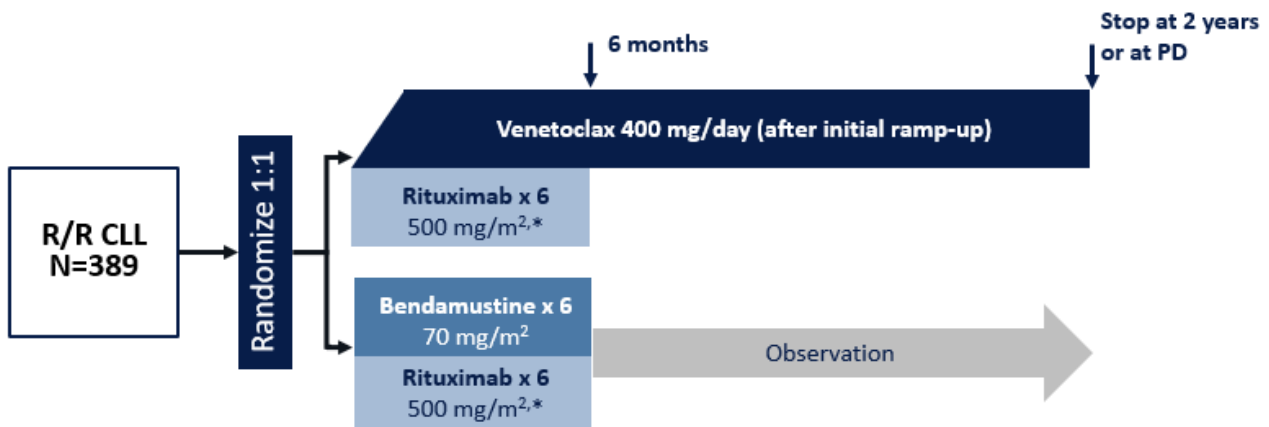 Stop at 2 years
or at PD
6 months
Venetoclax 400 mg/day (after initial ramp-up)
Randomize 1:1
R/R CLL
N=389
Rituximab x 6
500 mg/m²,*
Bendamustine x 6
70 mg/m²
Observation
Rituximab x 6
500 mg/m²,*